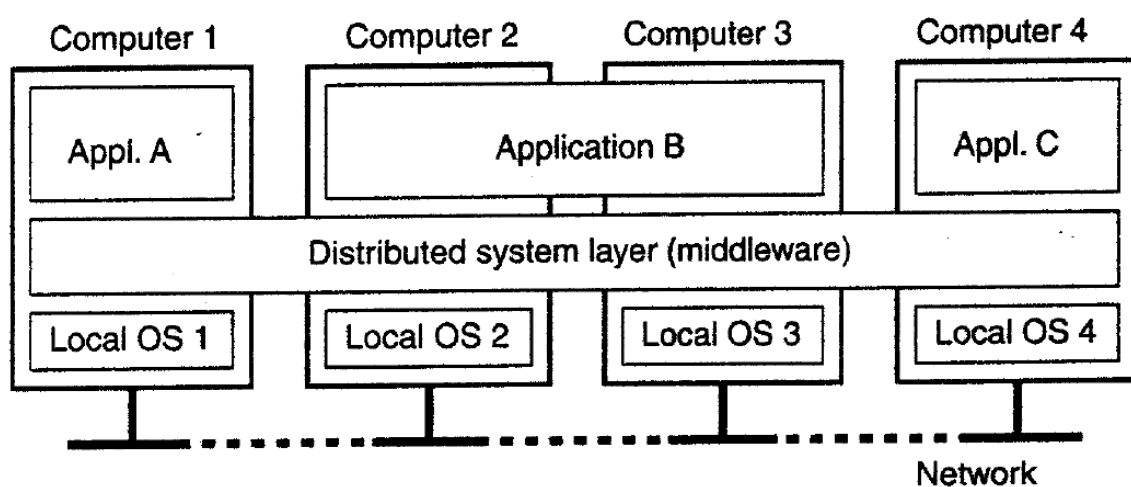 Computer 1
Computer 2
Computer 3
Computer 4
Appl. A
Application B
Appl. C
Distributed system layer (middleware)
Local OS 1
Local OS 2
Local OS 3
Local OS 4
Network